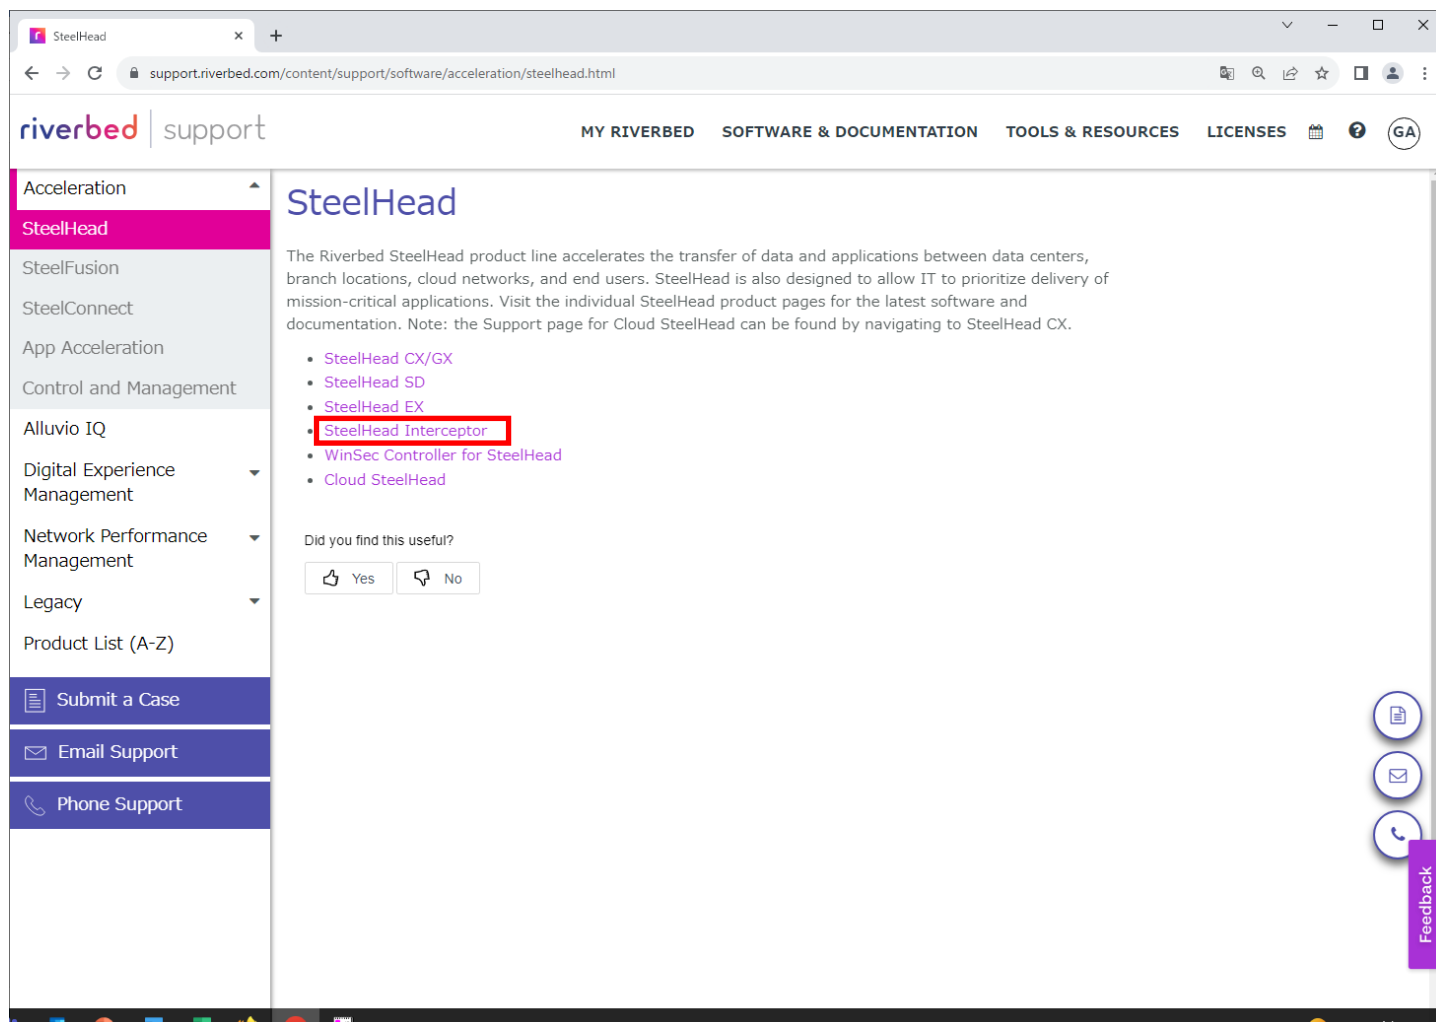 SteelHead
support.riverbed.com/content/support/software/acceleration/steelhead.html
riverbed support
MY RIVERBED SOFTWARE & DOCUMENTATION TOOLS & RESOURCES LICENSES GA
Acceleration
SteelHead
SteelFusion
SteelConnect
App Acceleration
Control and Management
Alluvio IQ
Digital Experience
Management
Network Performance
Management
Legacy
Product List (A-Z)
Submit a Case
Email Support
Phone Support
SteelHead
The Riverbed SteelHead product line accelerates the transfer of data and applications between data centers,
branch locations, cloud networks, and end users. SteelHead is also designed to allow IT to prioritize delivery of
mission-critical applications. Visit the individual SteelHead product pages for the latest software and
documentation. Note: the Support page for Cloud SteelHead can be found by navigating to SteelHead CX.
• SteelHead CX/GX
• SteelHead SD
• SteelHead EX
• SteelHead Interceptor
• WinSec Controller for SteelHead
• Cloud SteelHead
Did you find this useful?
Yes No
Feedback